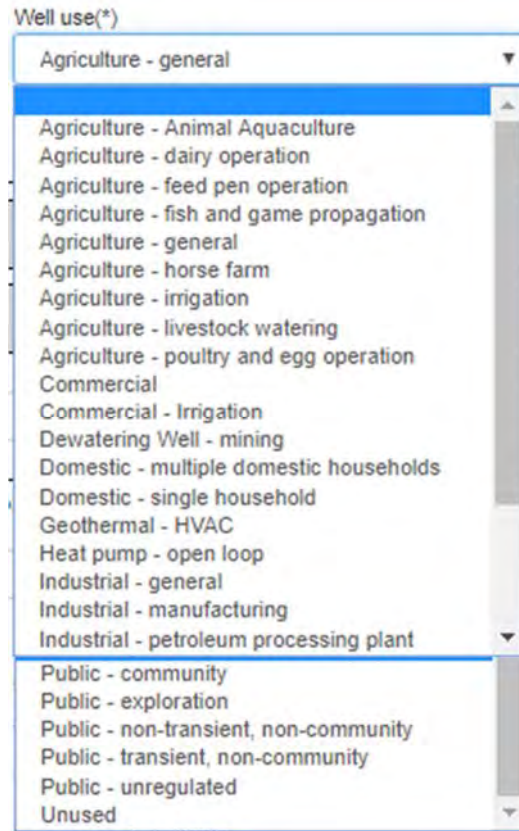 Well use(*)
Agriculture - general
Agriculture - Animal Aquaculture
Agriculture - dairy operation
Agriculture - feed pen operation
Agriculture - fish and game propagation
Agriculture - general
Agriculture - horse farm
Agriculture - irrigation
Agriculture - livestock watering
Agriculture - poultry and egg operation
Commercial
Commercial - Irrigation
Dewatering Well - mining
Domestic - multiple domestic households
Domestic - single household
Geothermal - HVAC
Heat pump - open loop
Industrial - general
Industrial - manufacturing
Industrial - petroleum processing plant
Public - community
Public - exploration
Public - non-transient, non-community
Public - transient, non-community
Public - unregulated
Unused